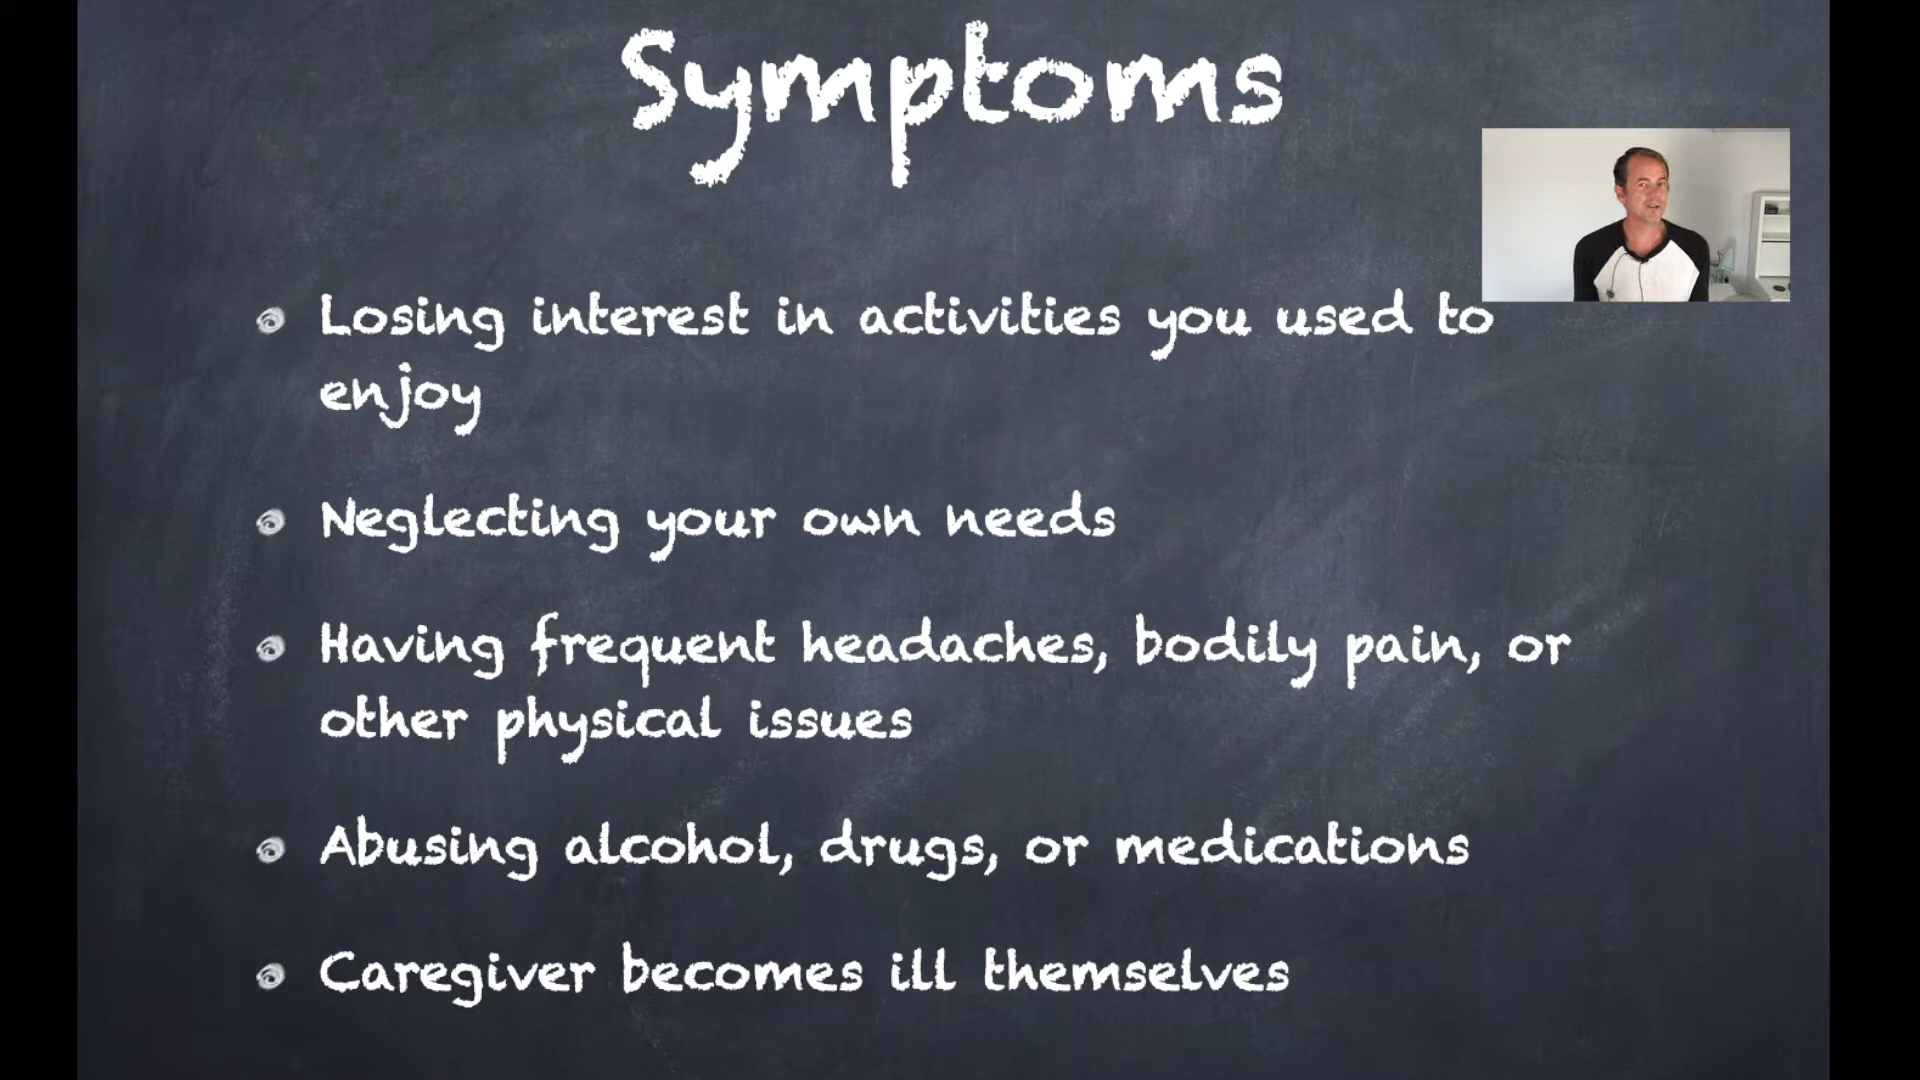 Symptoms
Losing interest in activities you used to
enjoy
Neglecting your own needs
Having frequent headaches, bodily pain, or
other physical issues
Abusing alcohol, drugs, or medications
Caregiver becomes ill themselves